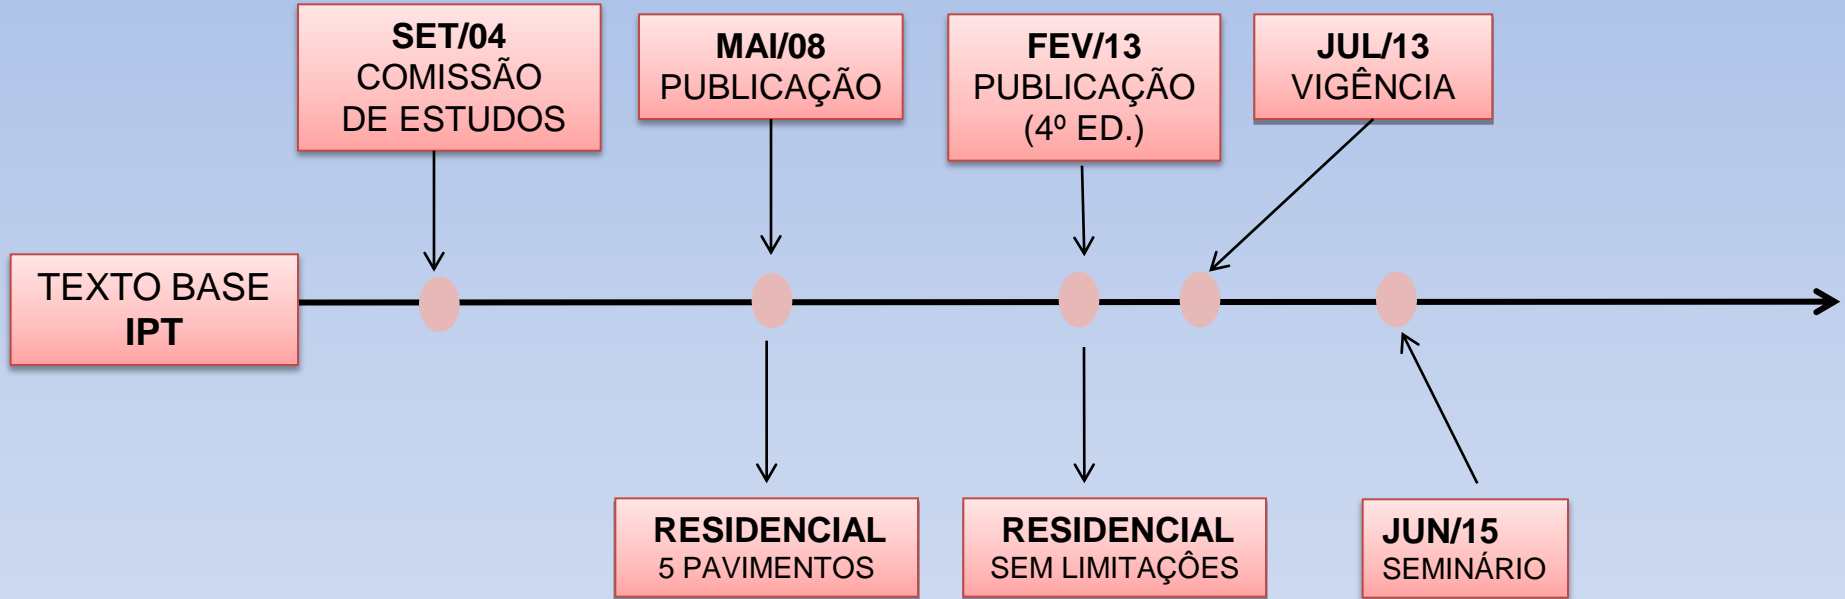 SET/04
COMISSÃO
DE ESTUDOS
MAI/08
PUBLICAÇÃO
FEV/13
PUBLICAÇÃO
(4º ED.)
JUL/13
VIGÊNCIA
TEXTO BASE
IPT
RESIDENCIAL
5 PAVIMENTOS
RESIDENCIAL
SEM LIMITAÇÔES
JUN/15
SEMINÁRIO